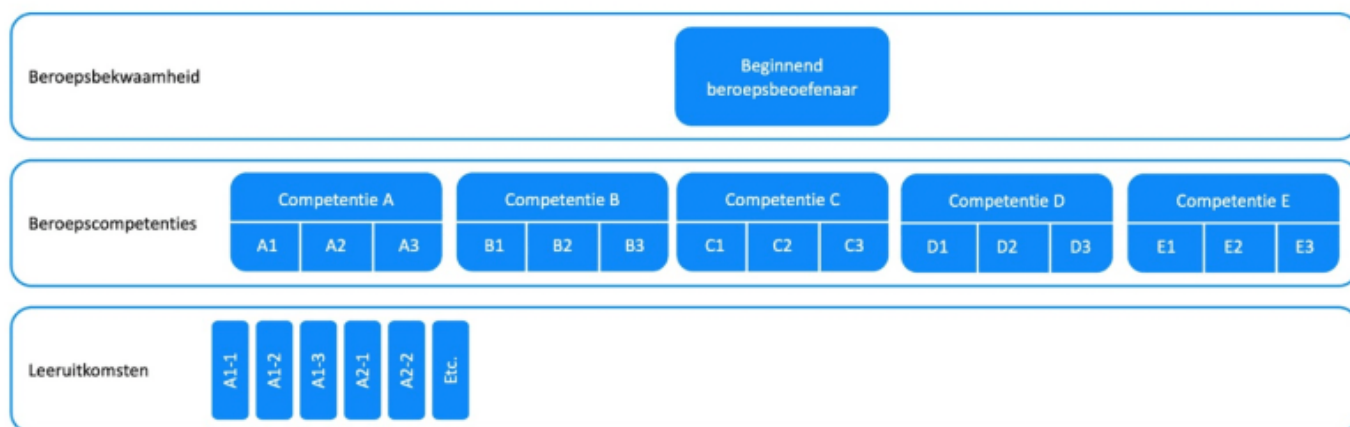 Beroepsbekwaamheid
Beginnend
beroepsbeoefenaar
Beroepscompetenties
Competentie A
A1 A2 A3
Competentie B
B1 B2 B3
Competentie C
C1 C2 C3
Competentie D
D1 D2 D3
Competentie E
E1 E2 E3
Leeruitkomsten
A1-1
A1-2
A1-3
A2-1
A2-2
Etc.